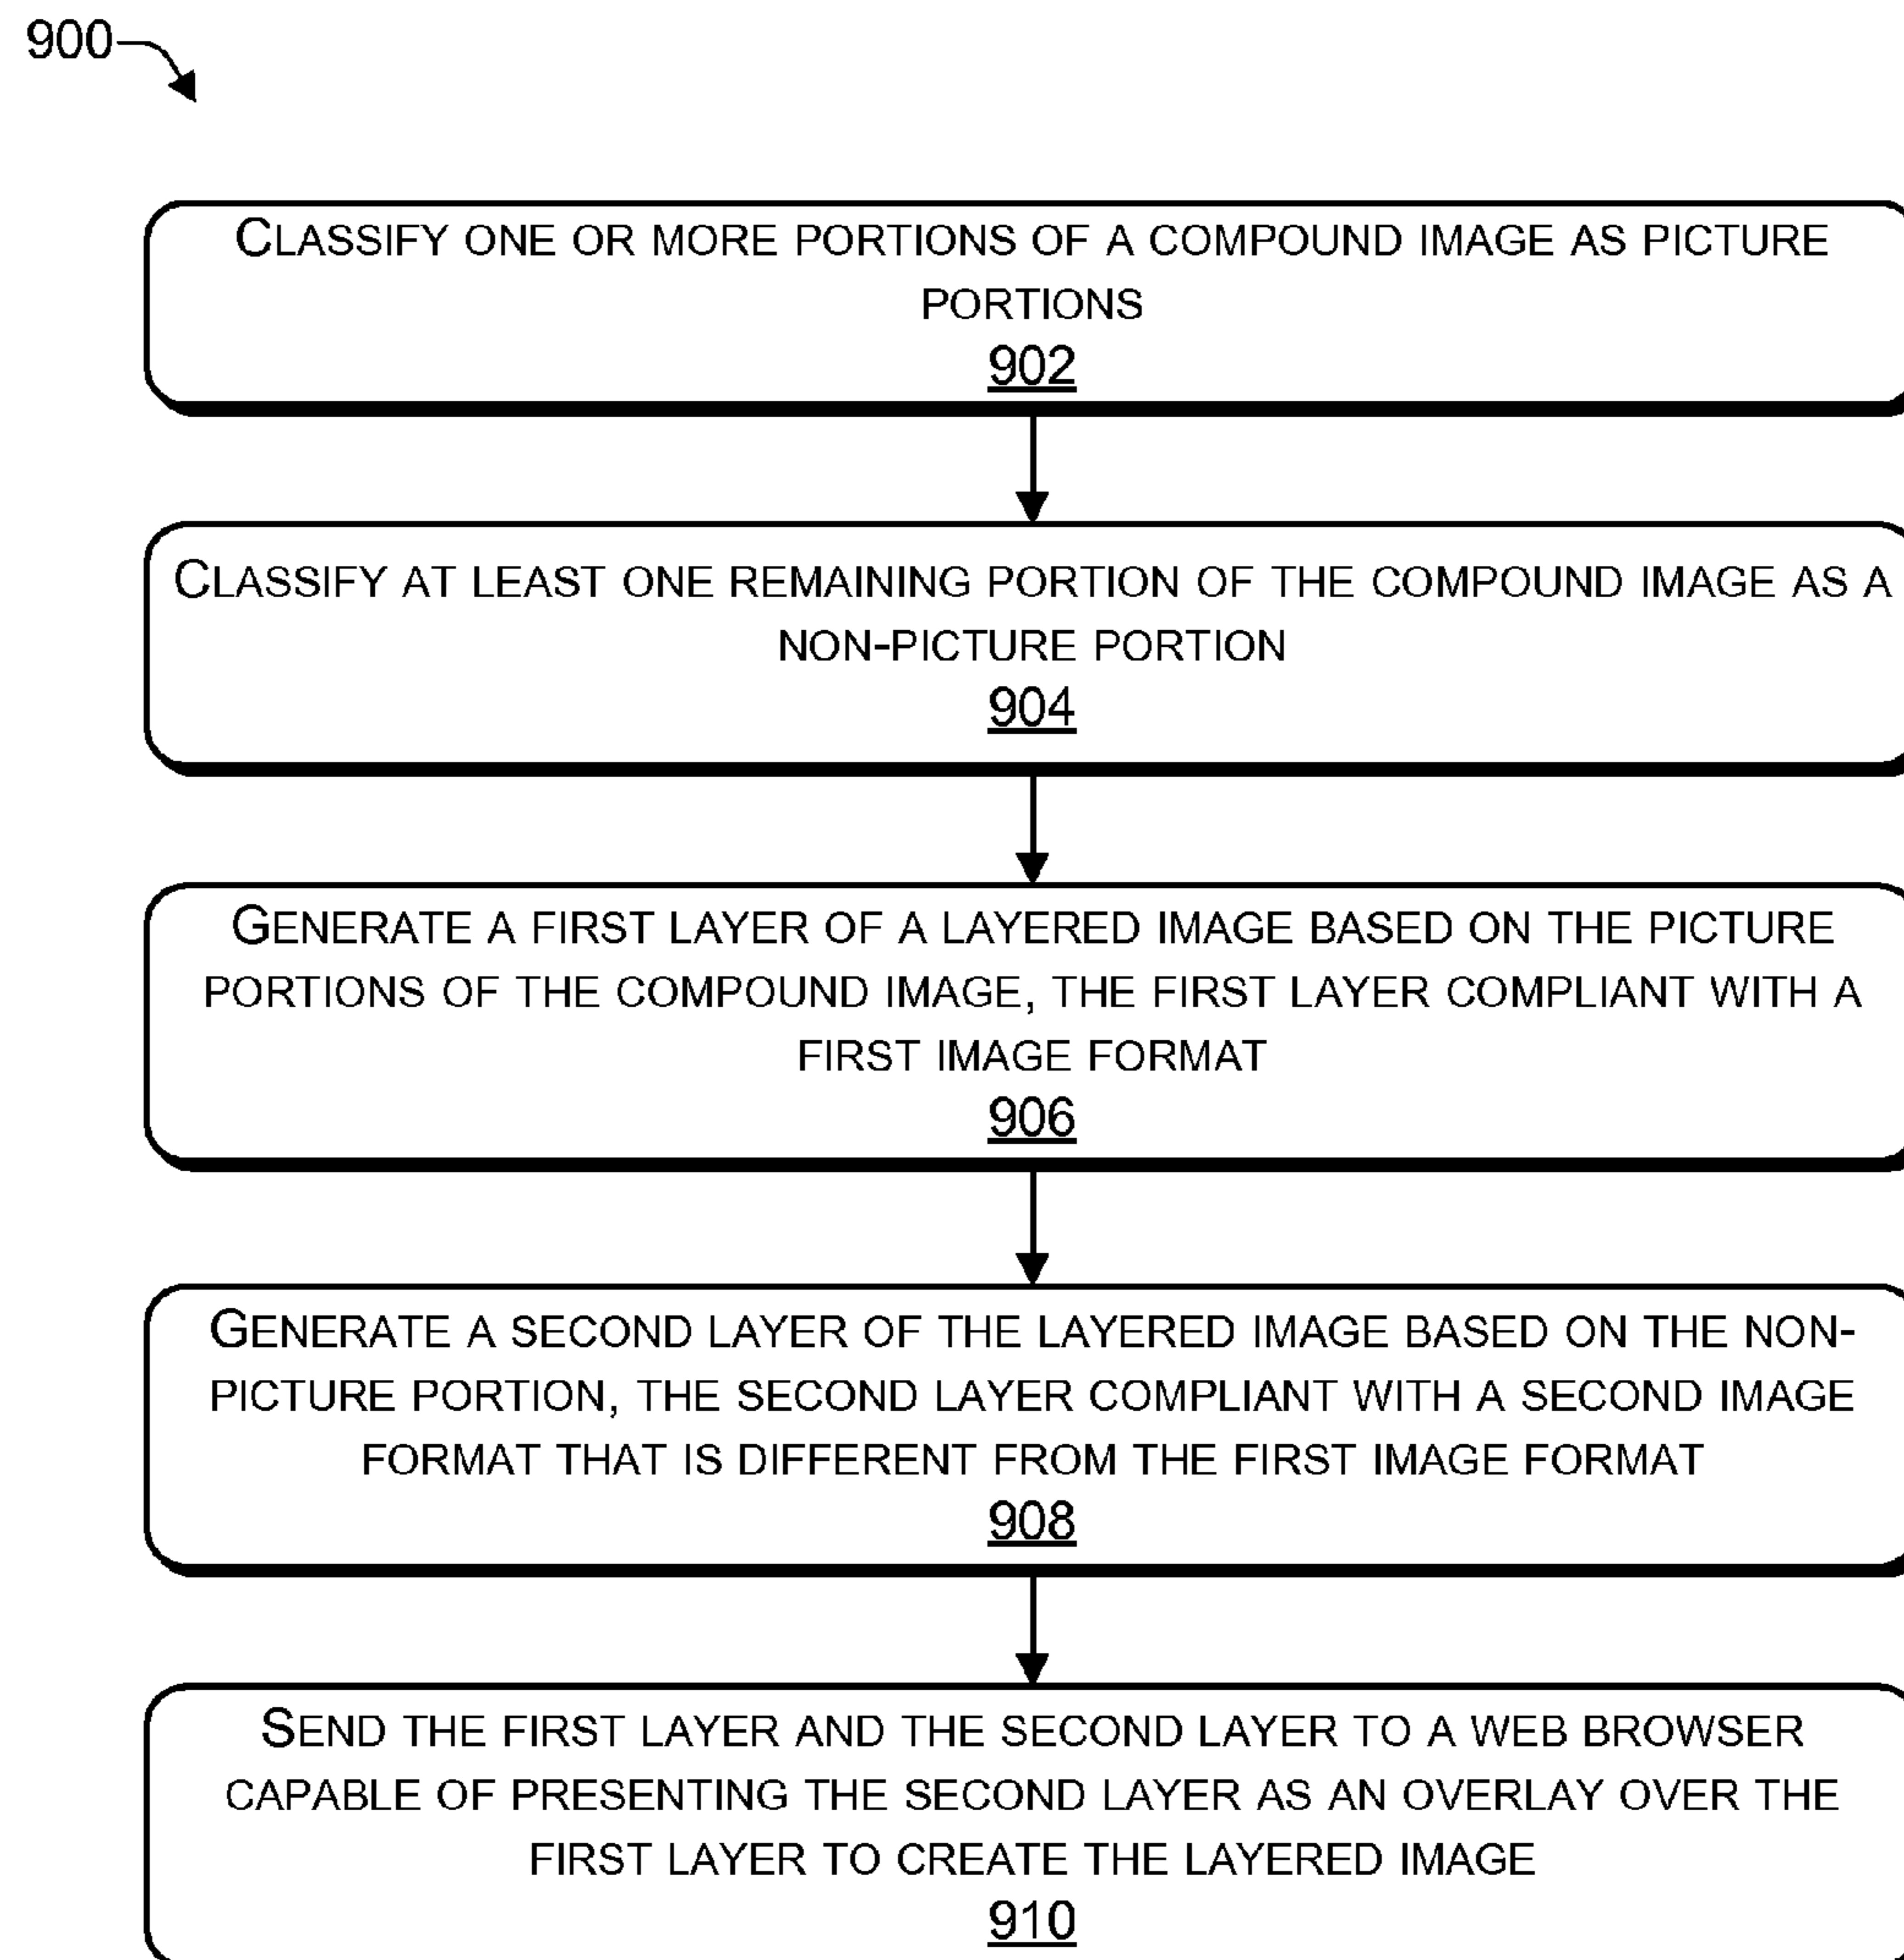 900
CLASSIFY ONE OR MORE PORTIONS OF A COMPOUND IMAGE AS PICTURE
PORTIONS
902
CLASSIFY AT LEAST ONE REMAINING PORTION OF THE COMPOUND IMAGE AS A
NON-PICTURE PORTION
904
GENERATE A FIRST LAYER OF A LAYERED IMAGE BASED ON THE PICTURE
PORTIONS OF THE COMPOUND IMAGE, THE FIRST LAYER COMPLIANT WITH A
FIRST IMAGE FORMAT
906
GENERATE A SECOND LAYER OF THE LAYERED IMAGE BASED ON THE NON-
PICTURE PORTION, THE SECOND LAYER COMPLIANT WITH A SECOND IMAGE
FORMAT THAT IS DIFFERENT FROM THE FIRST IMAGE FORMAT
908
SEND THE FIRST LAYER AND THE SECOND LAYER TO A WEB BROWSER
CAPABLE OF PRESENTING THE SECOND LAYER AS AN OVERLAY OVER THE
FIRST LAYER TO CREATE THE LAYERED IMAGE
910